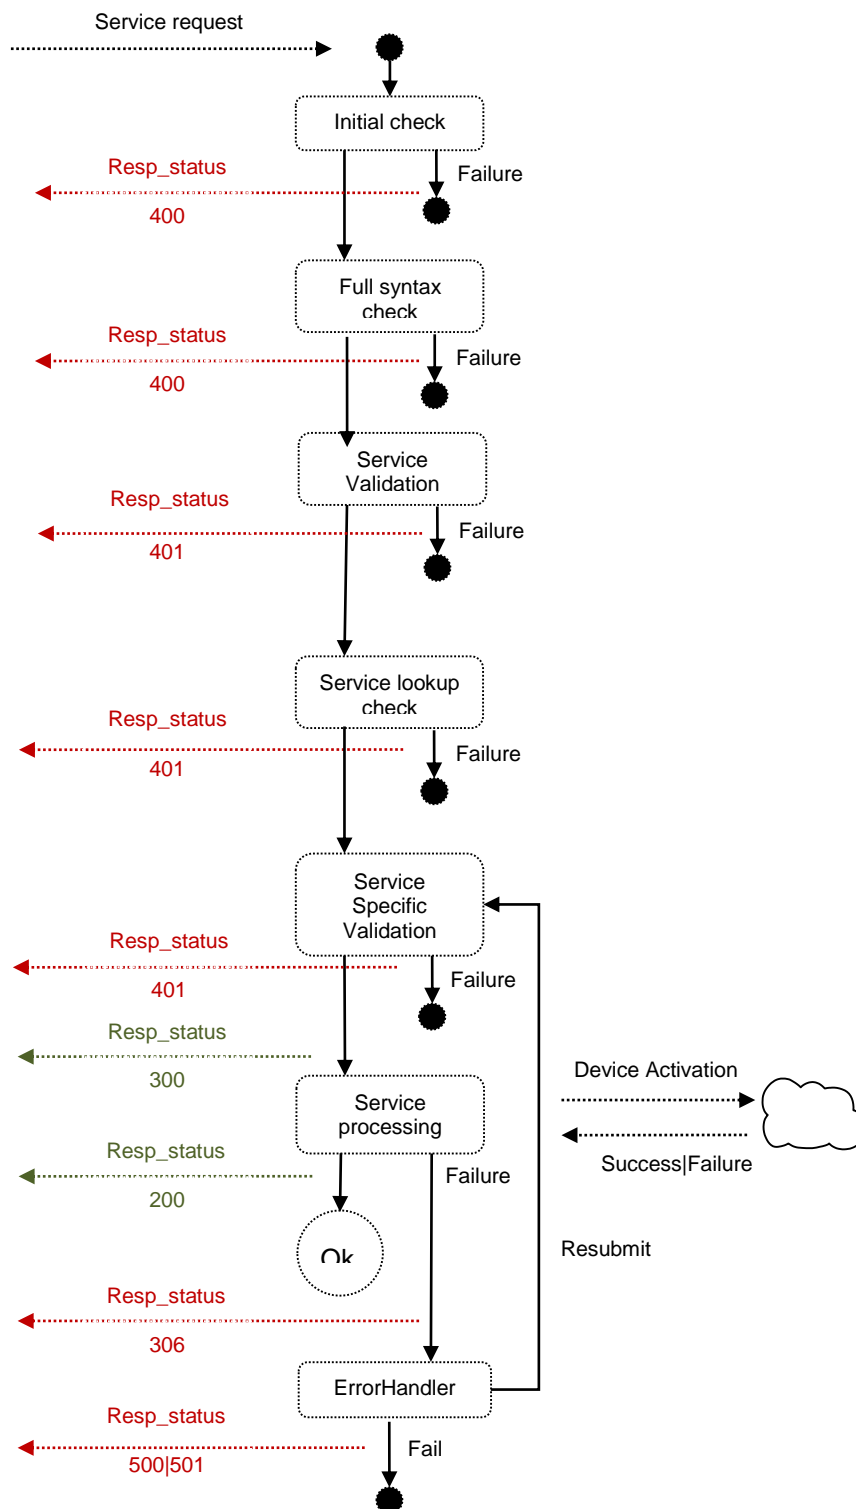 Service request
Initial check
Resp_status
Failure
400
Full syntax
check
Resp_status
Failure
400
Service
Validation
Resp_status
Failure
401
Service lookup
check
Resp_status
Failure
401
Service
Specific
Validation
Resp_status
Failure
401
Resp_status
300
Device Activation
Service
processing
Resp_status
Failure
Success|Failure
200
Ok
Resubmit
Resp_status
306
ErrorHandler
Resp_status
Fail
500|501